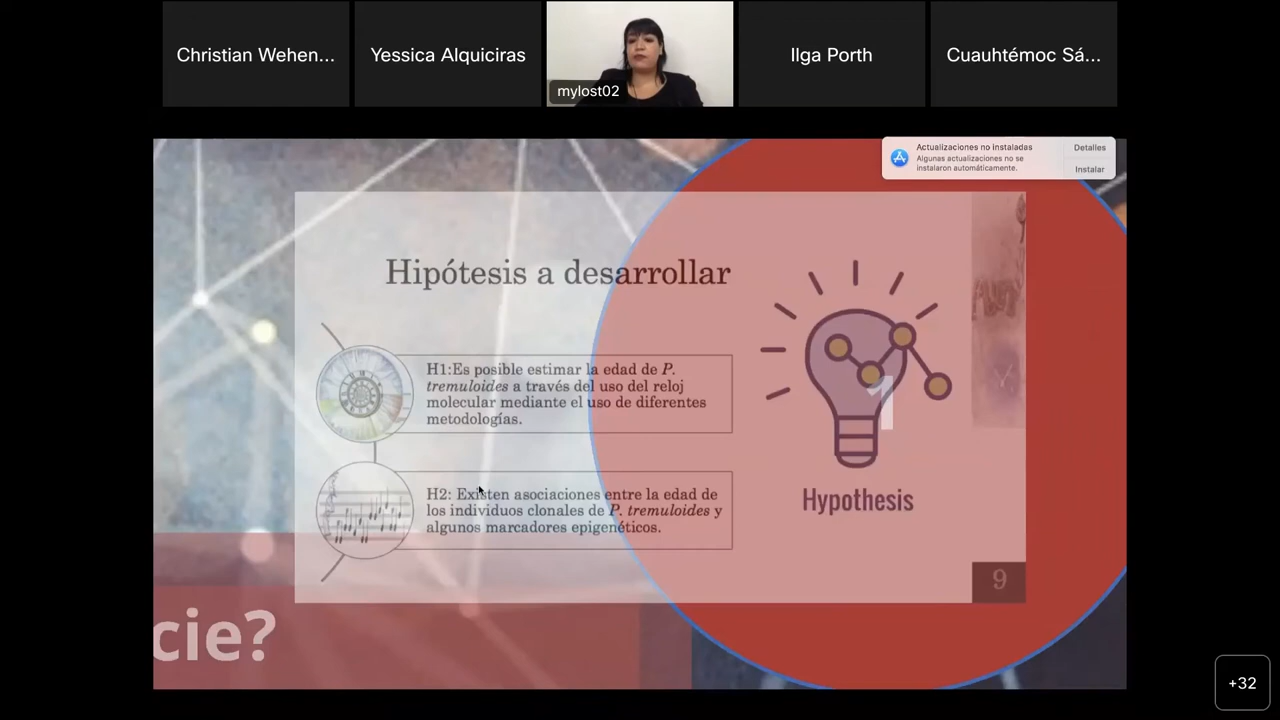 Christian Wehen...
Yessica Alquiciras
mylost02
Ilga Porth
Cuauhtémoc Sá...
Actualizaciones no instaladas
Algunas actualizaciones no se
instalaron automáticamente.
Detalles
Instalar
Hipótesis a desarrollar
H1:Es posible estimar la edad de P.
tremuloides a través del uso del reloj
molecular mediante el uso de diferentes
metodologías.
H2: Existen asociaciones entre la edad de
los individuos clonales de P. tremuloides y
algunos marcadores epigenéticos.
1
Hypothesis
9
cie?
+32